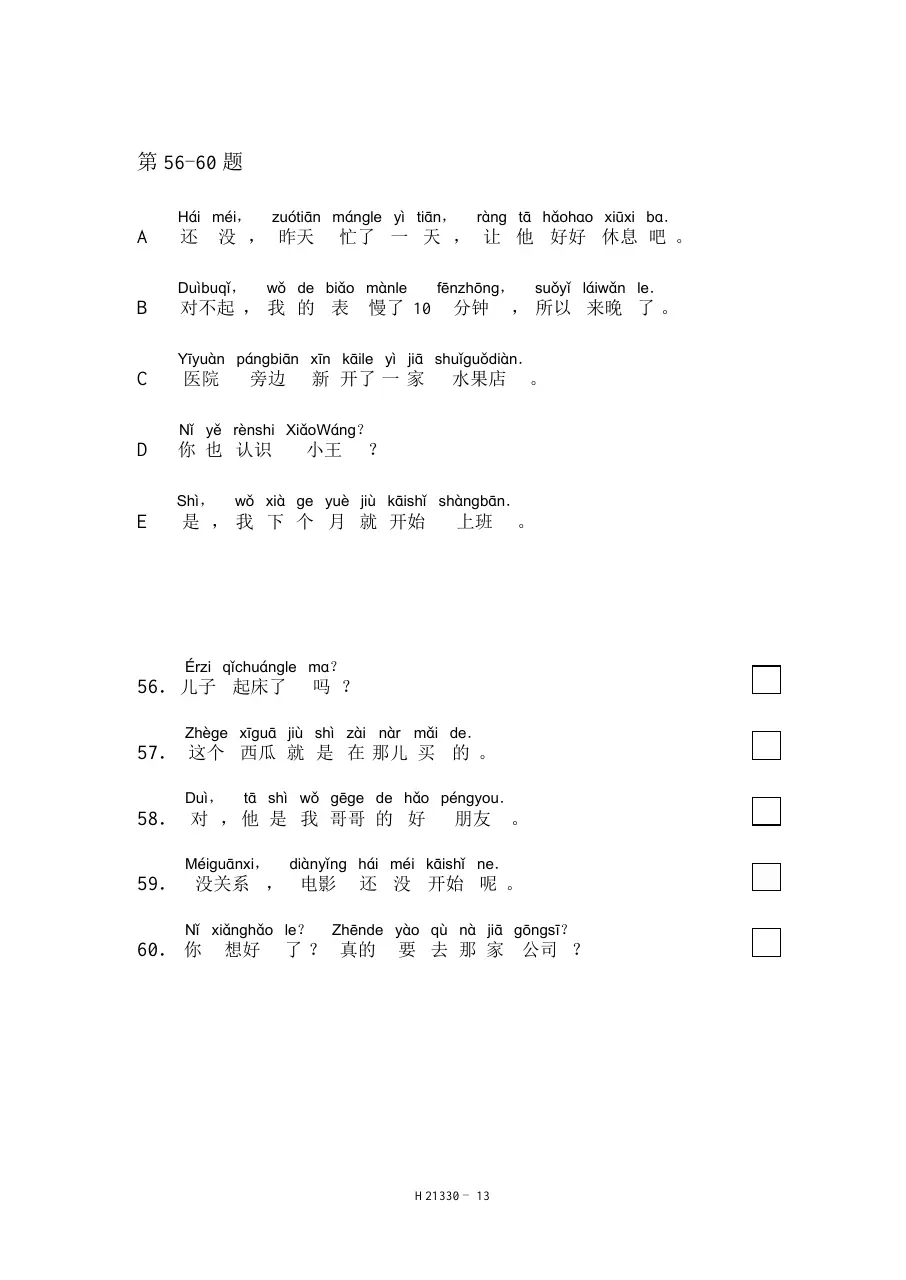 第 56-60 题
Hái méi, zuótiān mángle yì tiān, ràng tā hǎohao xiūxi ba.
A 还 没 , 昨天 忙了 一 天 , 让 他 好好 休息 吧 。
Duìbuqǐ, wǒ de biǎo mànle fēnzhōng, suǒyǐ láiwǎn le.
B 对不起 , 我 的 表 慢了 10 分钟 , 所以 来晚 了 。
Yīyuàn pángbiān xīn kāile yì jiā shuǐguǒdiàn.
C 医院 旁边 新 开了 一 家 水果店 。
Nǐ yě rènshi XiǎoWáng?
D 你 也 认识 小王 ?
Shì, wǒ xià ge yuè jiù kāishǐ shàngbān.
E 是 , 我 下 个 月 就 开始 上班 。
Érzi qǐchuángle ma?
56. 儿子 起床了 吗 ?
Zhège xīguā jiù shì zài nàr mǎi de.
57. 这个 西瓜 就 是 在 那儿 买 的 。
Duì, tā shì wǒ gēge de hǎo péngyou.
58. 对 , 他 是 我 哥哥 的 好 朋友 。
Méiguānxi, diànyǐng hái méi kāishǐ ne.
59. 没关系 , 电影 还 没 开始 呢 。
Nǐ xiǎnghǎo le? Zhēnde yào qù nà jiā gōngsī?
60. 你 想好 了 ? 真的 要 去 那 家 公司 ?
H21330- 13